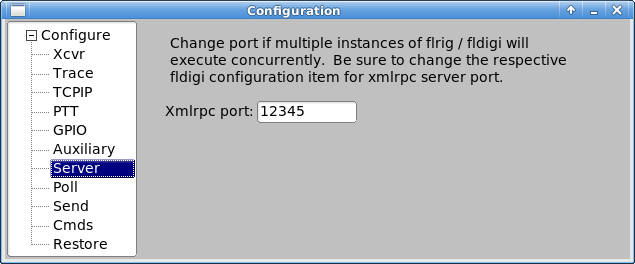 Configuration
Configure
Xcvr
Trace
TCPIP
PTT
GPIO
Auxiliary
Server
Poll
Send
Cmds
Restore
Change port if multiple instances of flrig / fldigi will
execute concurrently.  Be sure to change the respective
fldigi configuration item for xmlrpc server port.
Xmlrpc port: 12345